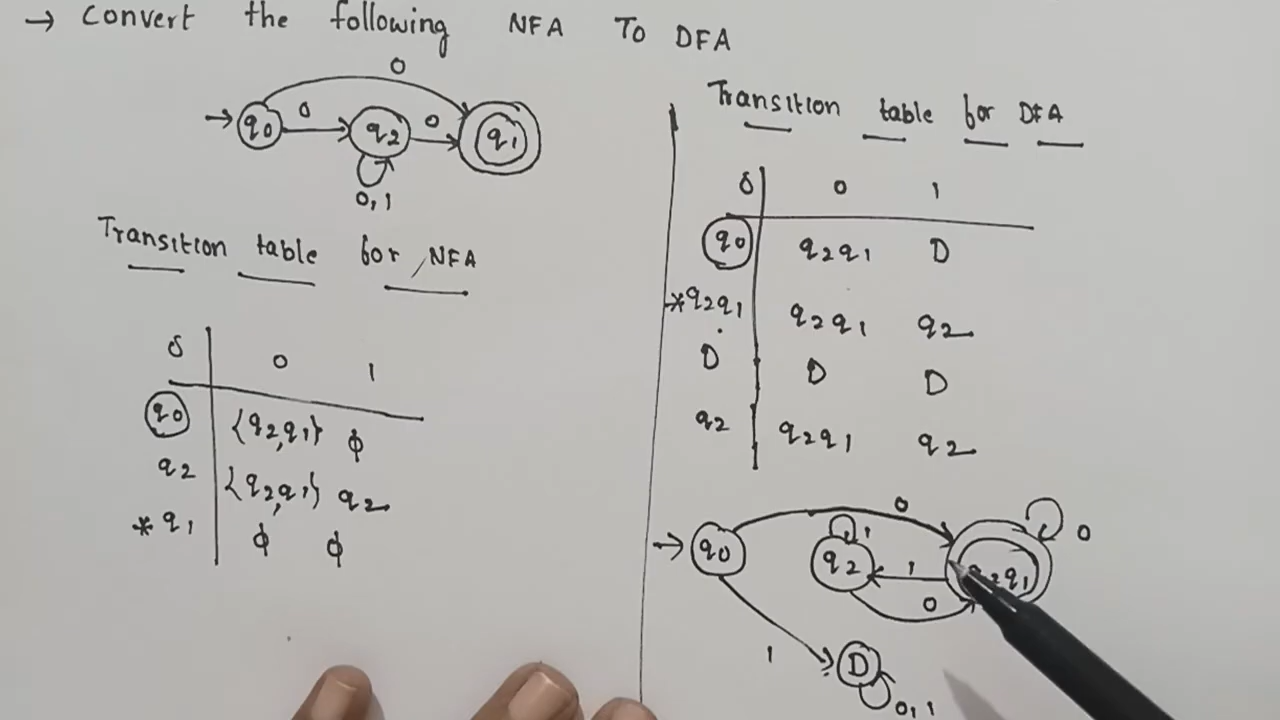 → Convert the following NFA To DFA
0
→ q0 0 q2 0 q1
0,1
Transition table for NFA
δ 0 1
q0 {q2,q1} ϕ
q2 {q2,q1} q2
*q1 ϕ ϕ
Transition table for DFA
δ 0 1
q0 q2q1 D
*q2q1 q2q1 q2
D D D
q2 q2q1 q2
0 0
1
→ q0 q2 1 q2q1
0
1 D
0,1